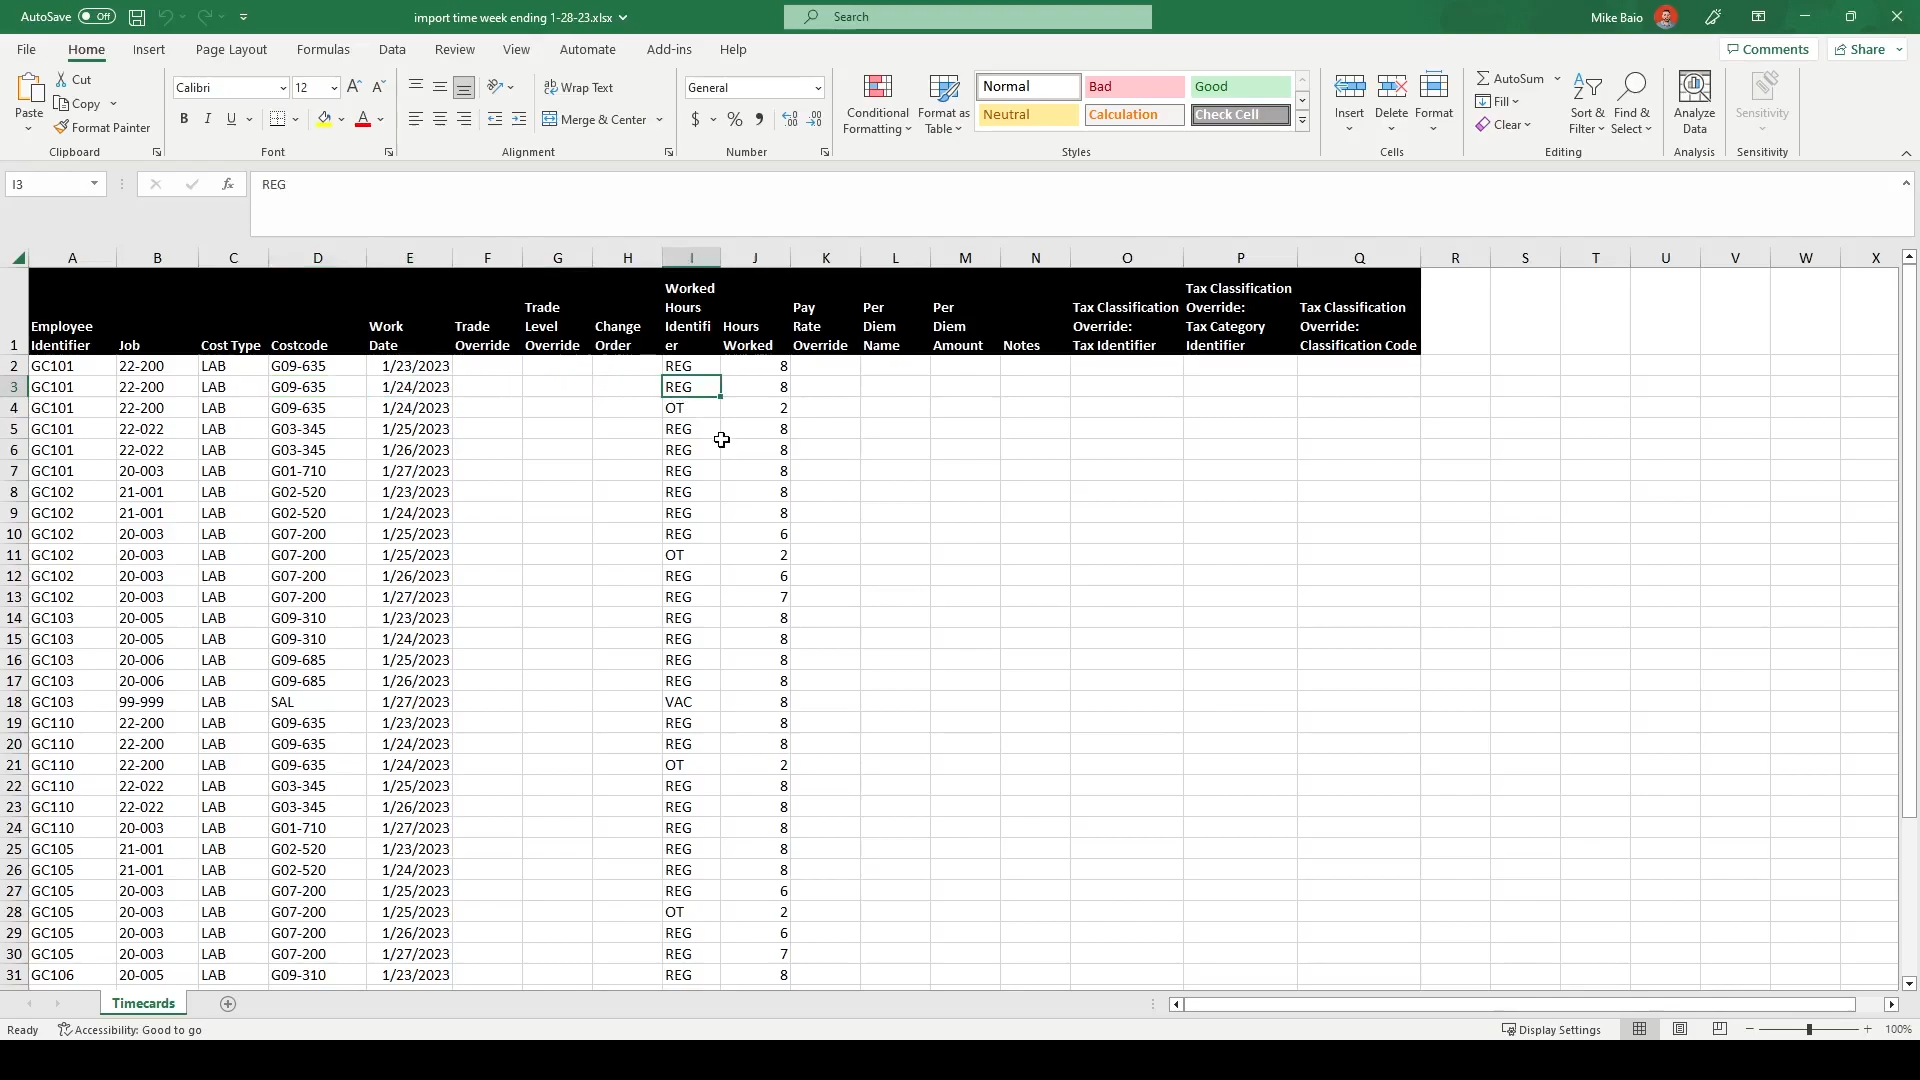 AutoSave Off import time week ending 1-28-23.xlsx Search Mike Baio
File Home Insert Page Layout Formulas Data Review View Automate Add-ins Help Comments Share
Paste Cut Copy Format Painter Clipboard
Calibri 12 B I U A A Font
Wrap Text Merge & Center Alignment
General $ % Number
Conditional Formatting Format as Table Normal Bad Good Neutral Calculation Check Cell Styles
Insert Delete Format Cells
AutoSum Fill Clear Sort & Filter Find & Select Editing
Analyze Data Analysis
Sensitivity Sensitivity
I3 fx REG
A B C D E F G H I J K L M N O P Q R S T U V W X
1 Employee Identifier Job Cost Type Costcode Work Date Trade Override Trade Level Override Change Order Worked Hours Identifier Hours Worked Pay Rate Override Per Diem Name Per Diem Amount Notes Tax Classification Override: Tax Identifier Tax Classification Override: Tax Category Identifier Tax Classification Override: Classification Code
2 GC101 22-200 LAB G09-635 1/23/2023 REG 8
3 GC101 22-200 LAB G09-635 1/24/2023 REG 8
4 GC101 22-200 LAB G09-635 1/24/2023 OT 2
5 GC101 22-022 LAB G03-345 1/25/2023 REG 8
6 GC101 22-022 LAB G03-345 1/26/2023 REG 8
7 GC101 20-003 LAB G01-710 1/27/2023 REG 8
8 GC102 21-001 LAB G02-520 1/23/2023 REG 8
9 GC102 21-001 LAB G02-520 1/24/2023 REG 8
10 GC102 20-003 LAB G07-200 1/25/2023 REG 6
11 GC102 20-003 LAB G07-200 1/25/2023 OT 2
12 GC102 20-003 LAB G07-200 1/26/2023 REG 6
13 GC102 20-003 LAB G07-200 1/27/2023 REG 7
14 GC103 20-005 LAB G09-310 1/23/2023 REG 8
15 GC103 20-005 LAB G09-310 1/24/2023 REG 8
16 GC103 20-006 LAB G09-685 1/25/2023 REG 8
17 GC103 20-006 LAB G09-685 1/26/2023 REG 8
18 GC103 99-999 LAB SAL 1/27/2023 VAC 8
19 GC110 22-200 LAB G09-635 1/23/2023 REG 8
20 GC110 22-200 LAB G09-635 1/24/2023 REG 8
21 GC110 22-200 LAB G09-635 1/24/2023 OT 2
22 GC110 22-022 LAB G03-345 1/25/2023 REG 8
23 GC110 22-022 LAB G03-345 1/26/2023 REG 8
24 GC110 20-003 LAB G01-710 1/27/2023 REG 8
25 GC105 21-001 LAB G02-520 1/23/2023 REG 8
26 GC105 21-001 LAB G02-520 1/24/2023 REG 8
27 GC105 20-003 LAB G07-200 1/25/2023 REG 6
28 GC105 20-003 LAB G07-200 1/25/2023 OT 2
29 GC105 20-003 LAB G07-200 1/26/2023 REG 6
30 GC105 20-003 LAB G07-200 1/27/2023 REG 7
31 GC106 20-005 LAB G09-310 1/23/2023 REG 8
Timecards
Ready Accessibility: Good to go Display Settings 100%